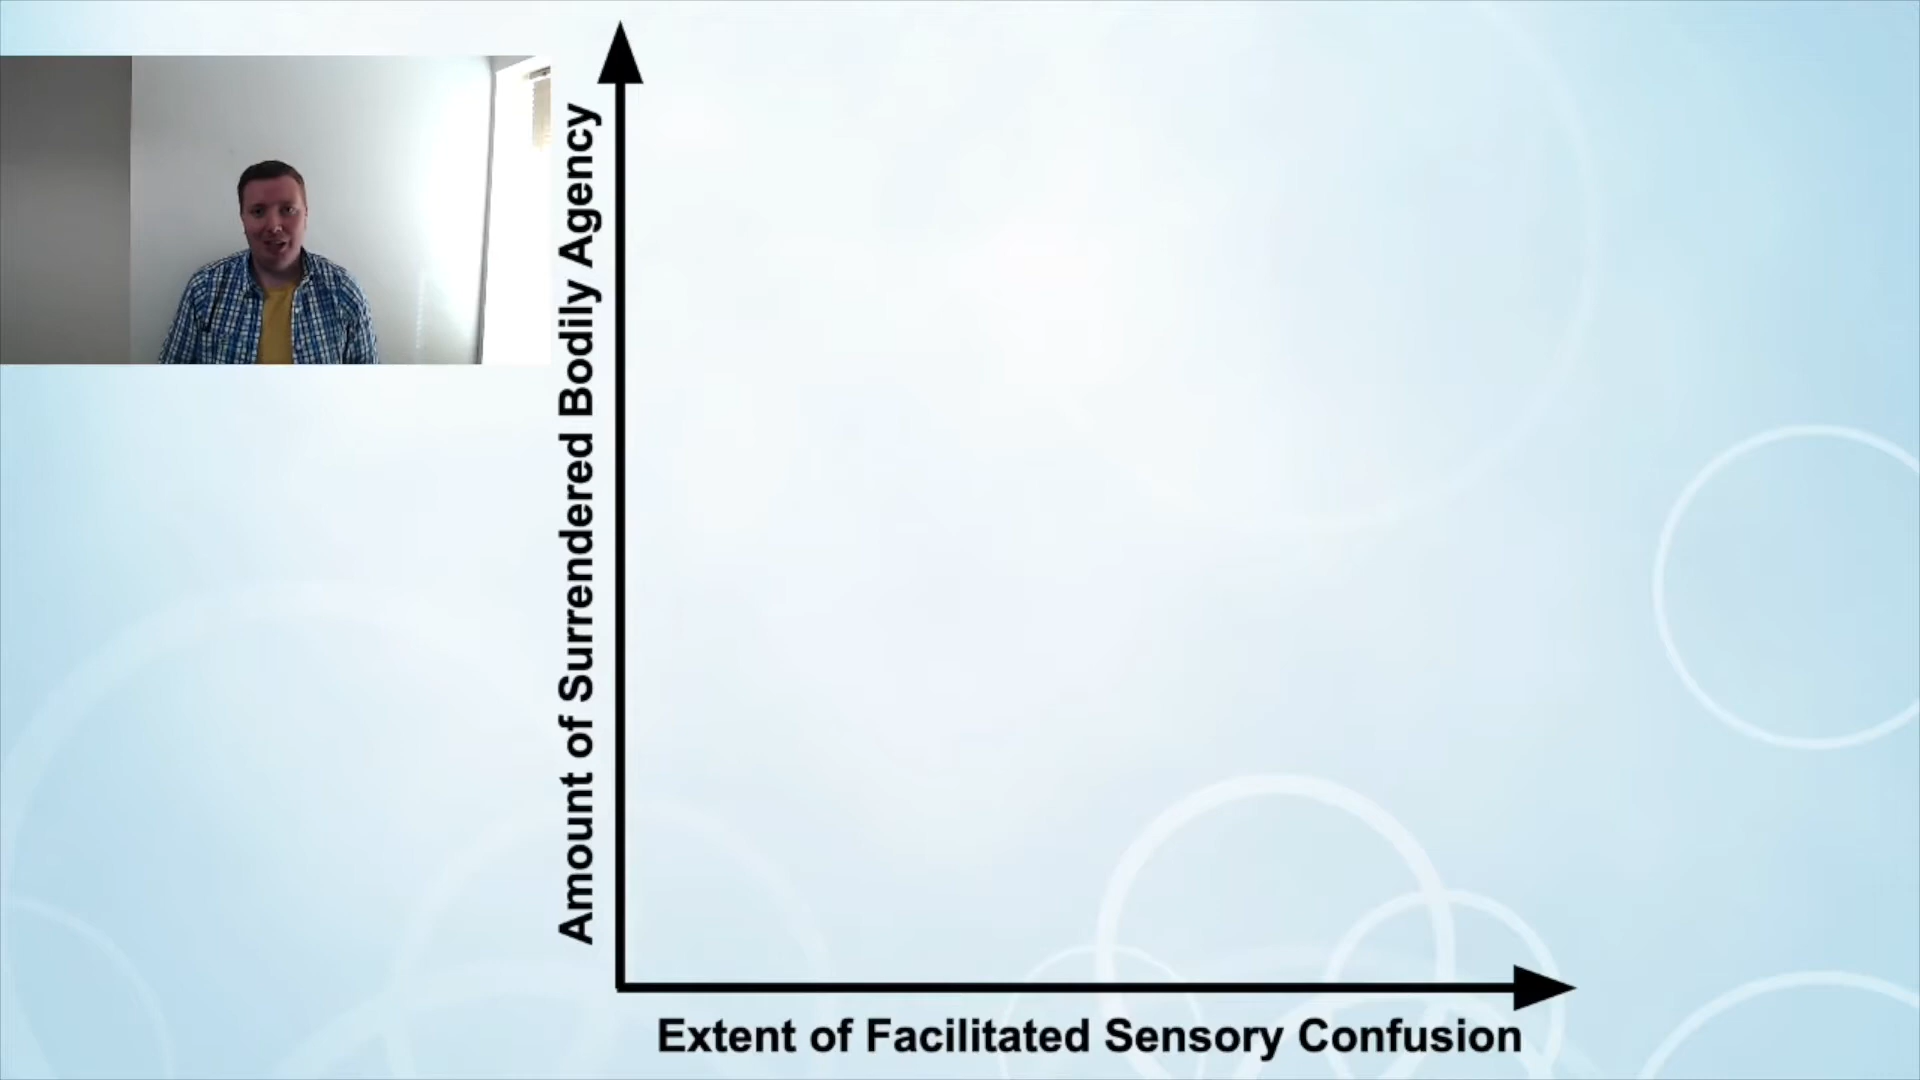 Amount of Surrendered Bodily Agency
Extent of Facilitated Sensory Confusion